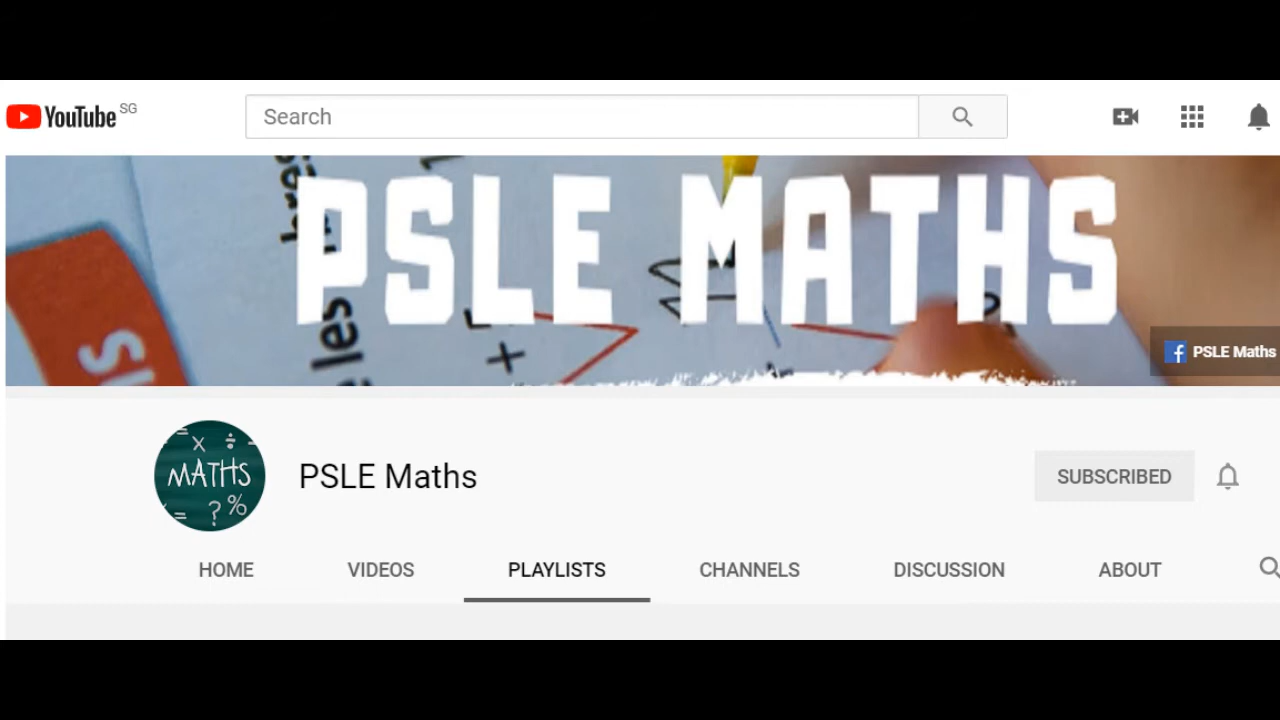 YouTube SG
Search
PSLE MATHS
PSLE Maths
MATHS
PSLE Maths
SUBSCRIBED
HOME VIDEOS PLAYLISTS CHANNELS DISCUSSION ABOUT